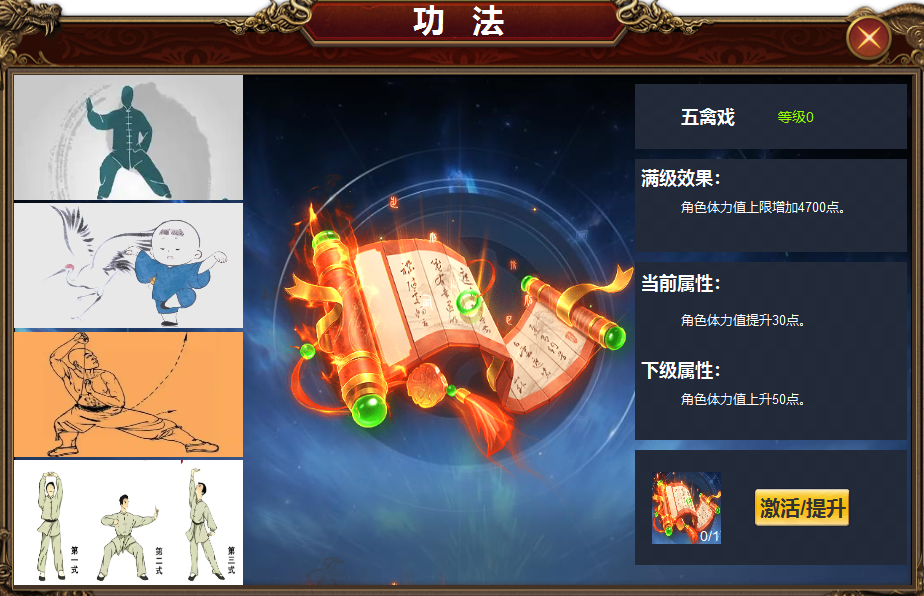 功 法
五禽戏 等级0
满级效果：
角色体力值上限增加4700点。
当前属性：
角色体力值提升30点。
下级属性：
角色体力值上升50点。
0/1
激活/提升
第一式
第二式
第三式